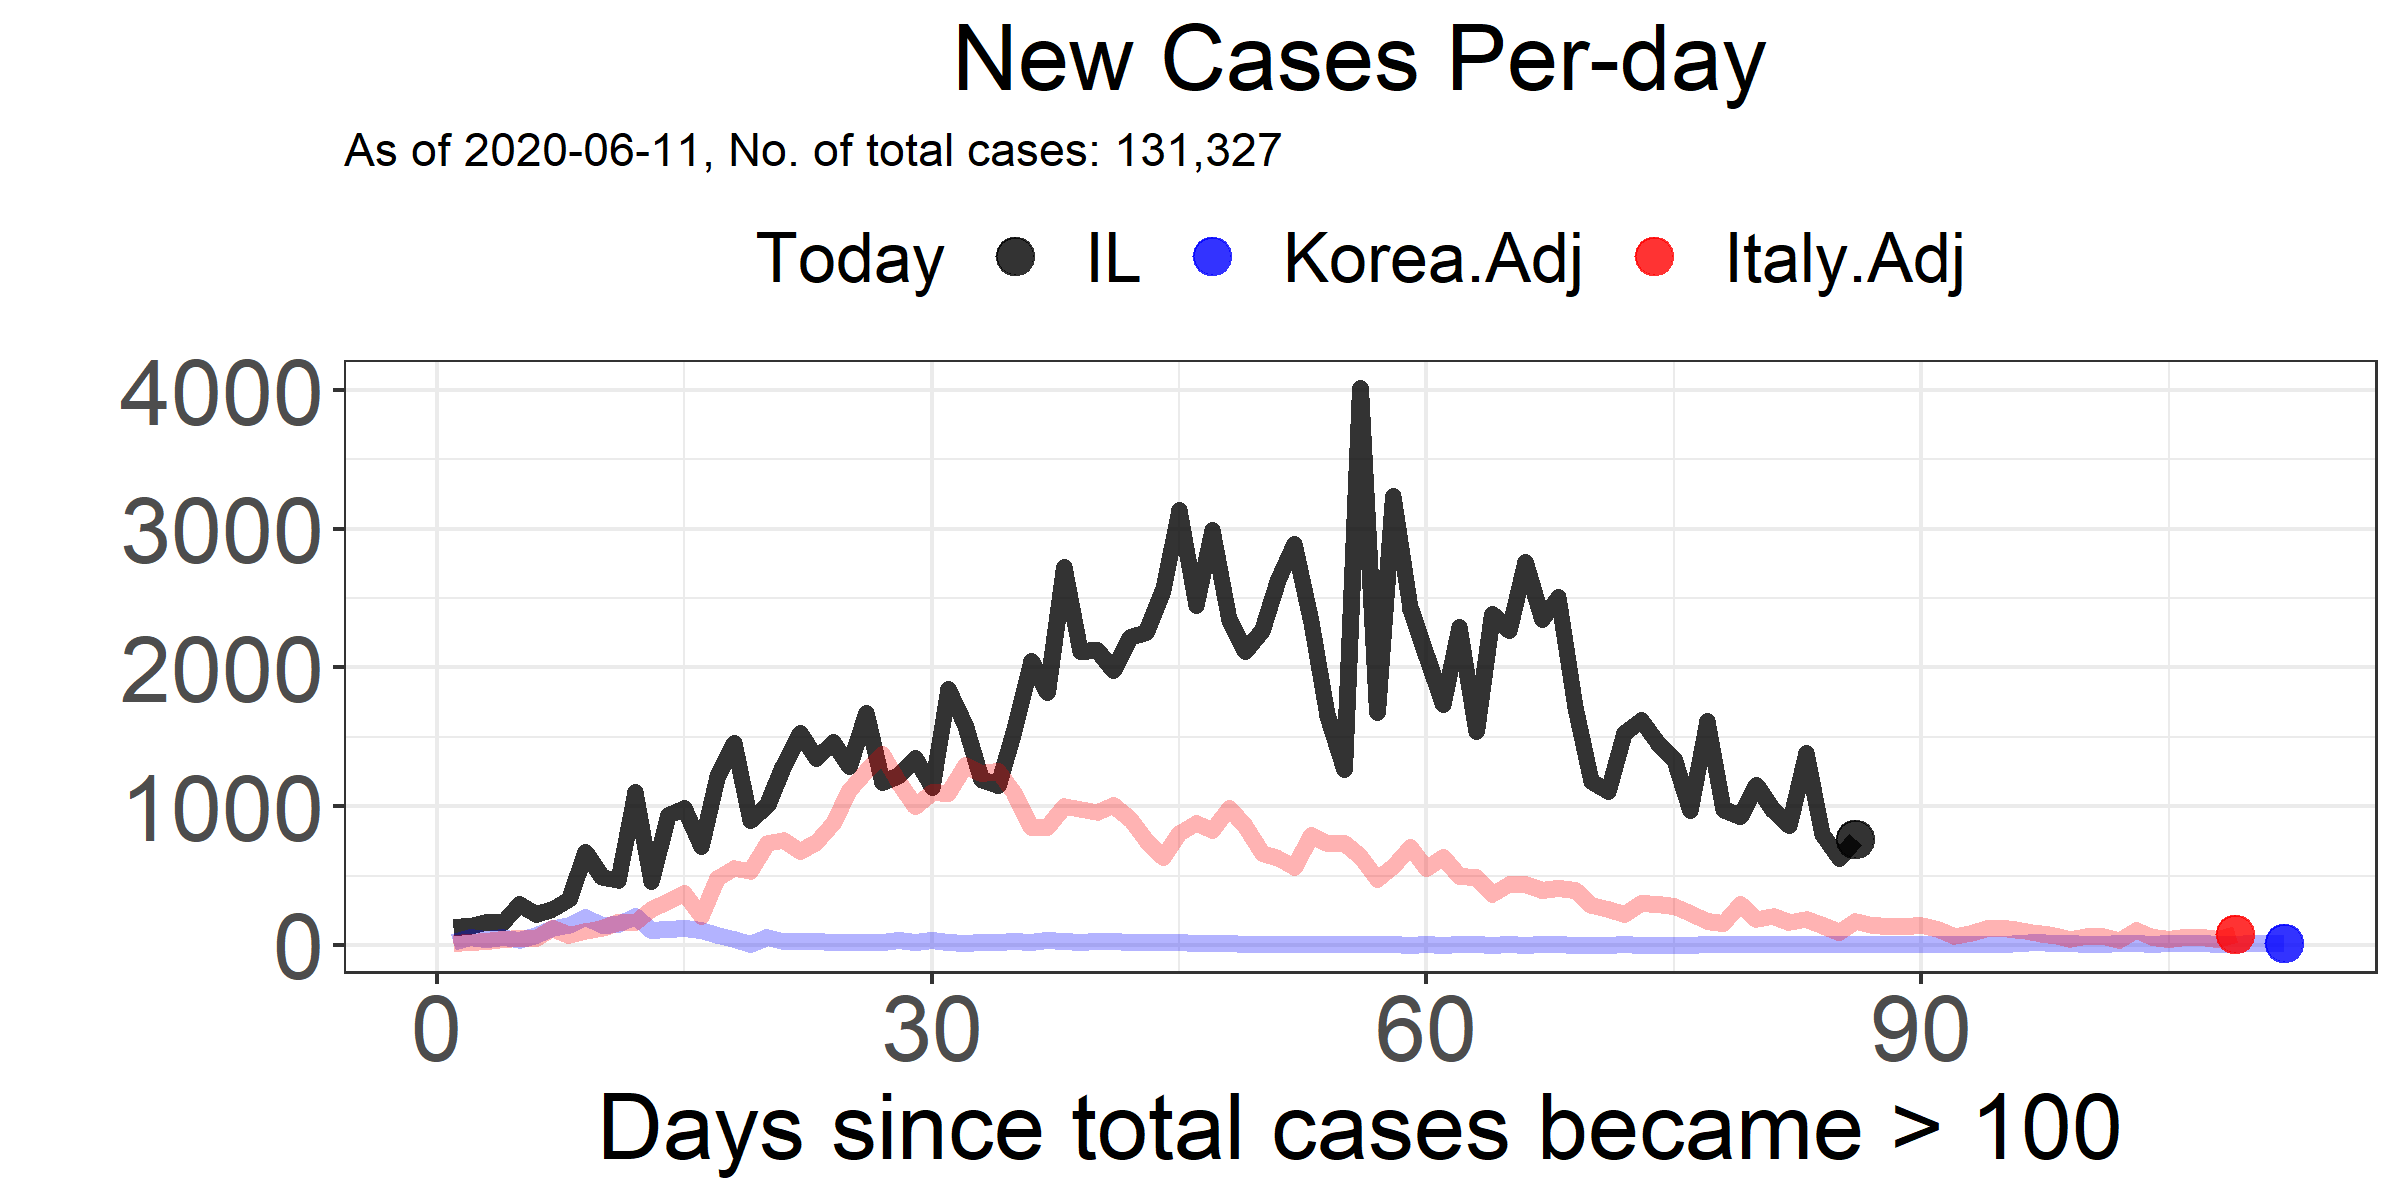 New Cases Per-day
As of 2020-06-11, No. of total cases: 131,327
Today IL Korea.Adj Italy.Adj
4000
3000
2000
1000
0
0 30 60 90
Days since total cases became > 100